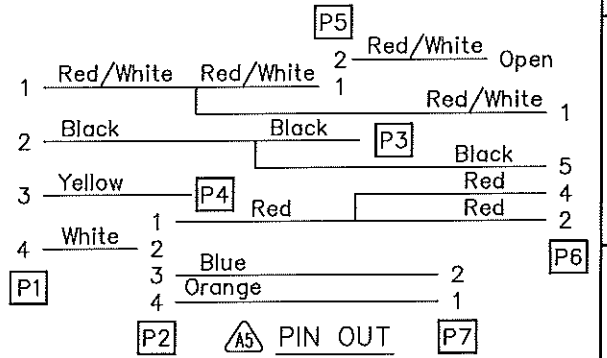 P5
2 Red/White Open
1 Red/White Red/White 1
Red/White 1
2 Black Black P3
Black 5
3 Yellow P4
Red 4
1 Red Red 2
4 White 2
P6
3 Blue 2
P1
4 Orange 1
P2 A5 PIN OUT P7